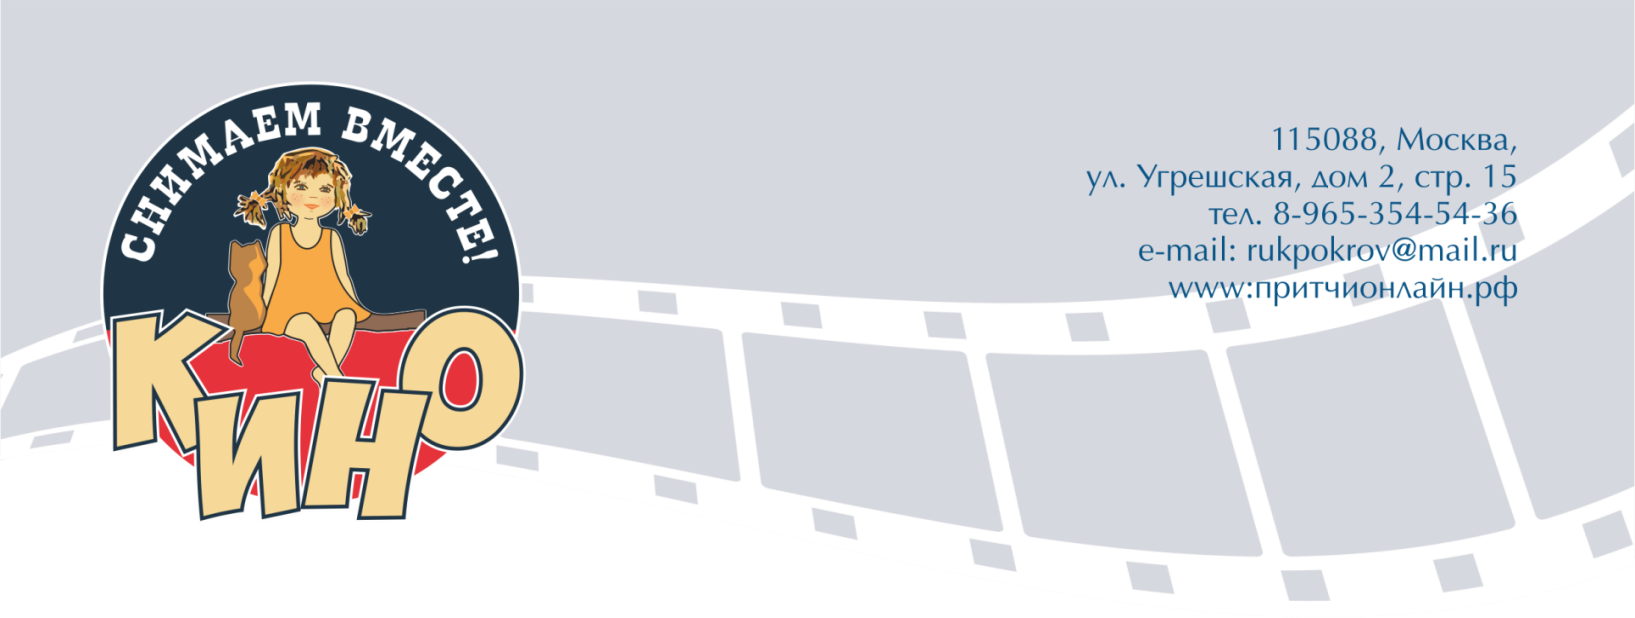 СНИМАЕМ ВМЕСТЕ!
КИНО
115088, Москва,
ул. Угрешская, дом 2, стр. 15
тел. 8-965-354-54-36
e-mail: rukpokrov@mail.ru
www:притчионлайн.рф